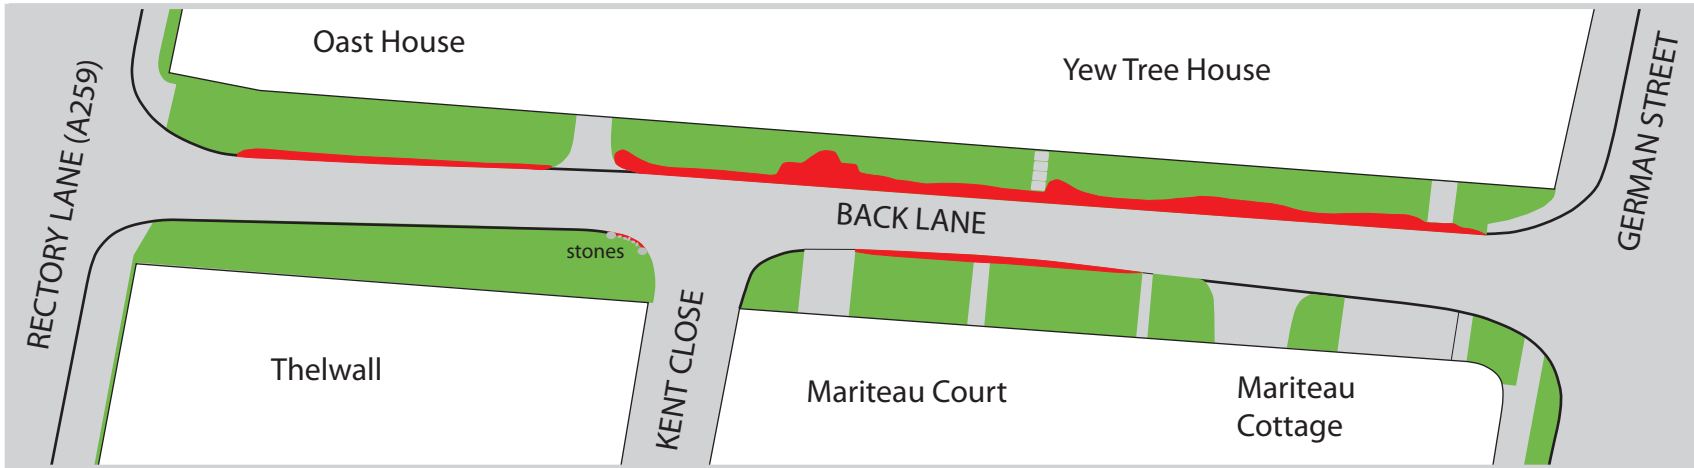 Oast House
Yew Tree House
RECTORY LANE (A259)
GERMAN STREET
BACK LANE
stones
KENT CLOSE
Thelwall
Mariteau Court
Mariteau
Cottage